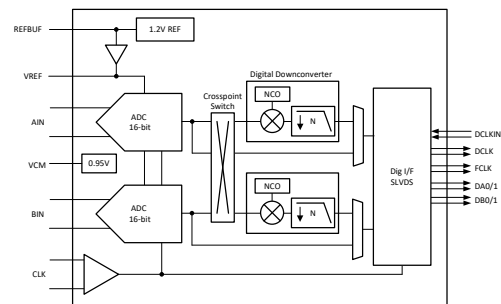 REFBUF
1.2V REF
VREF
Digital Downconverter
NCO
Crosspoint
Switch
ADC
16-bit
N
AIN
DCLKIN
DCLK
VCM
0.95V
Dig I/F
SLVDS
FCLK
NCO
DA0/1
ADC
16-bit
BIN
N
DB0/1
CLK